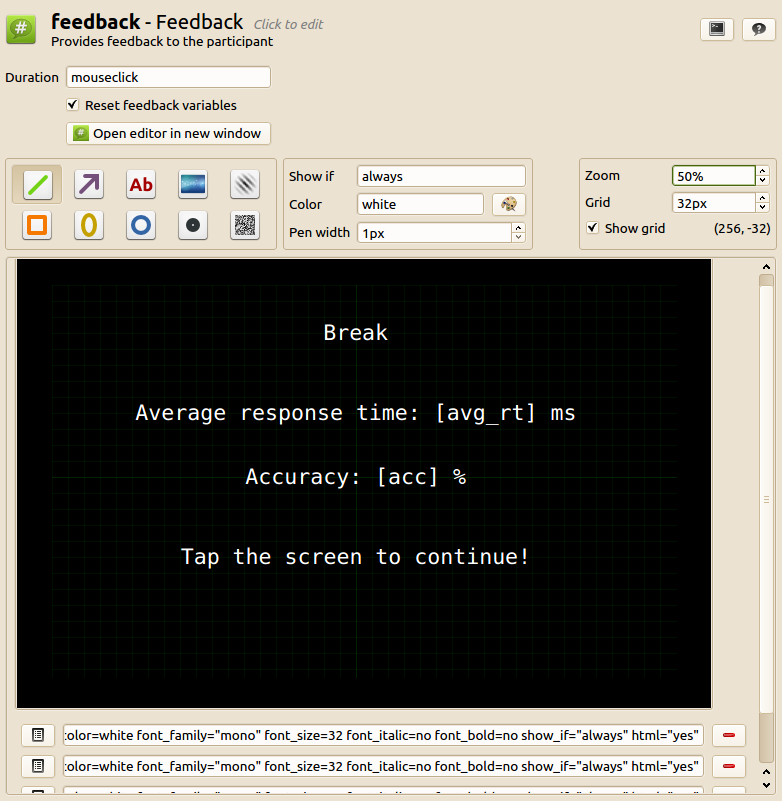 feedback - Feedback Click to edit
Provides feedback to the participant
Duration mouseclick
Reset feedback variables
# Open editor in new window
Show if always
Zoom 50%
Ab
Color white
Grid 32px
Pen width 1px
Show grid (256, -32)
Break
Average response time: [avg_rt] ms
Accuracy: [acc] %
Tap the screen to continue!
color=white font_family="mono" font_size=32 font_italic=no font_bold=no show_if="always" html="yes"
color=white font_family="mono" font_size=32 font_italic=no font_bold=no show_if="always" html="yes"